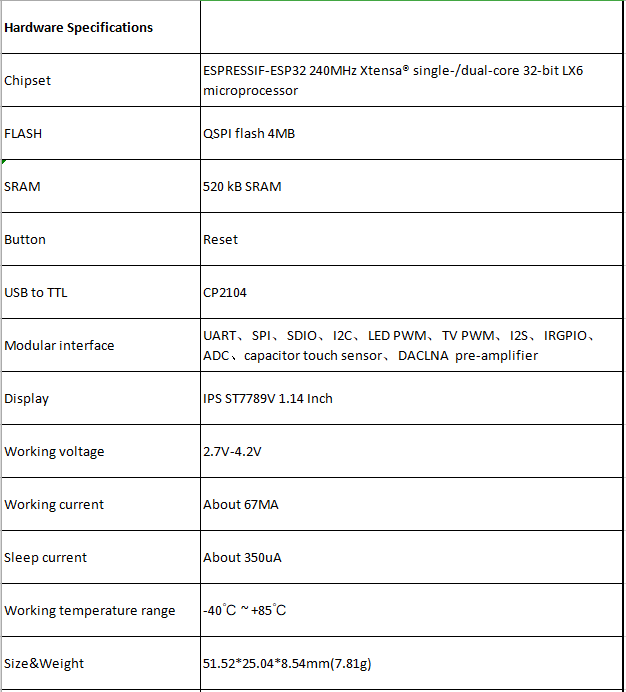 Hardware Specifications
Chipset
ESPRESSIF-ESP32 240MHz Xtensa® single-/dual-core 32-bit LX6
microprocessor
FLASH
QSPI flash 4MB
SRAM
520 kB SRAM
Button
Reset
USB to TTL
CP2104
Modular interface
UART、SPI、SDIO、I2C、LED PWM、TV PWM、I2S、IRGPIO、
ADC、capacitor touch sensor、DACLNA pre-amplifier
Display
IPS ST7789V 1.14 Inch
Working voltage
2.7V-4.2V
Working current
About 67MA
Sleep current
About 350uA
Working temperature range
-40℃ ~ +85℃
Size&Weight
51.52*25.04*8.54mm(7.81g)